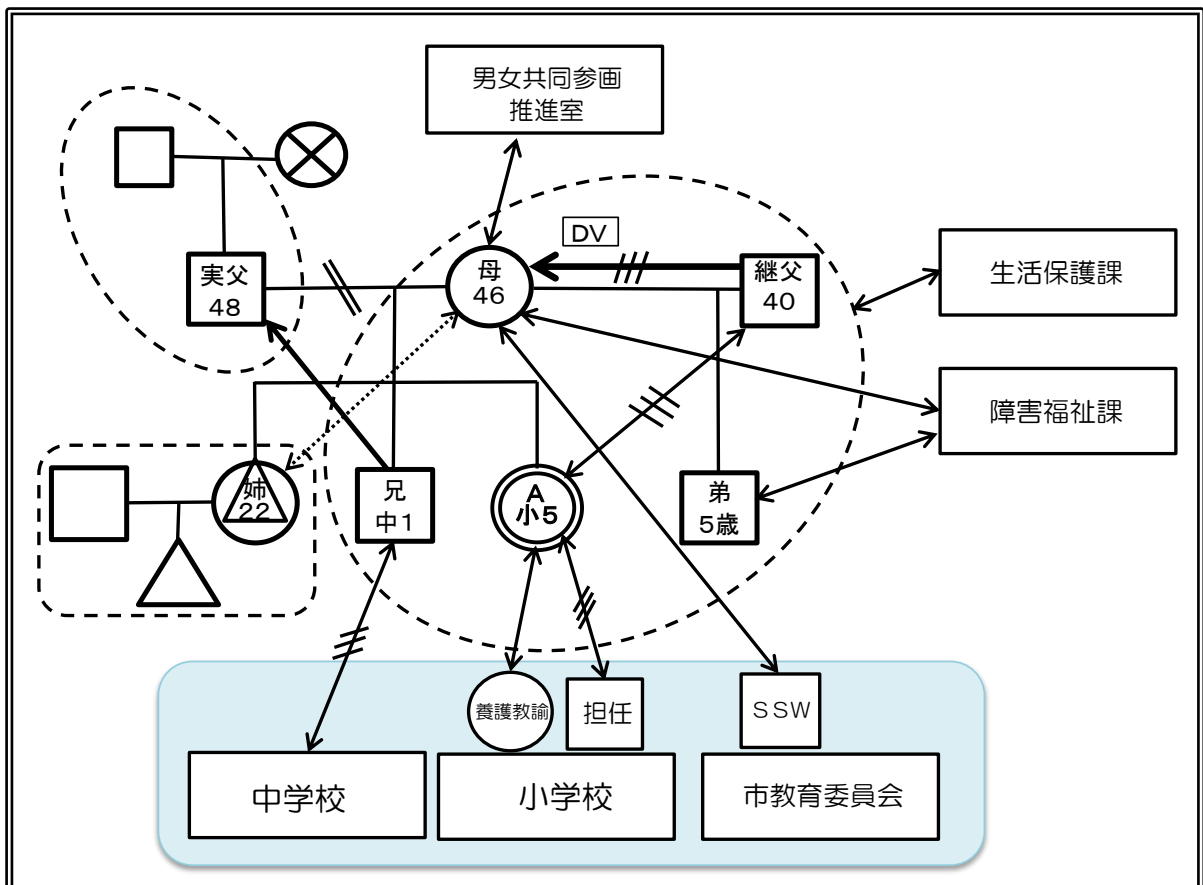 男女共同参画
推進室
DV
実父
48
母
46
継父
40
生活保護課
障害福祉課
姉
22
兄
中1
A
小5
弟
5歳
養護教諭
担任
SSW
中学校
小学校
市教育委員会